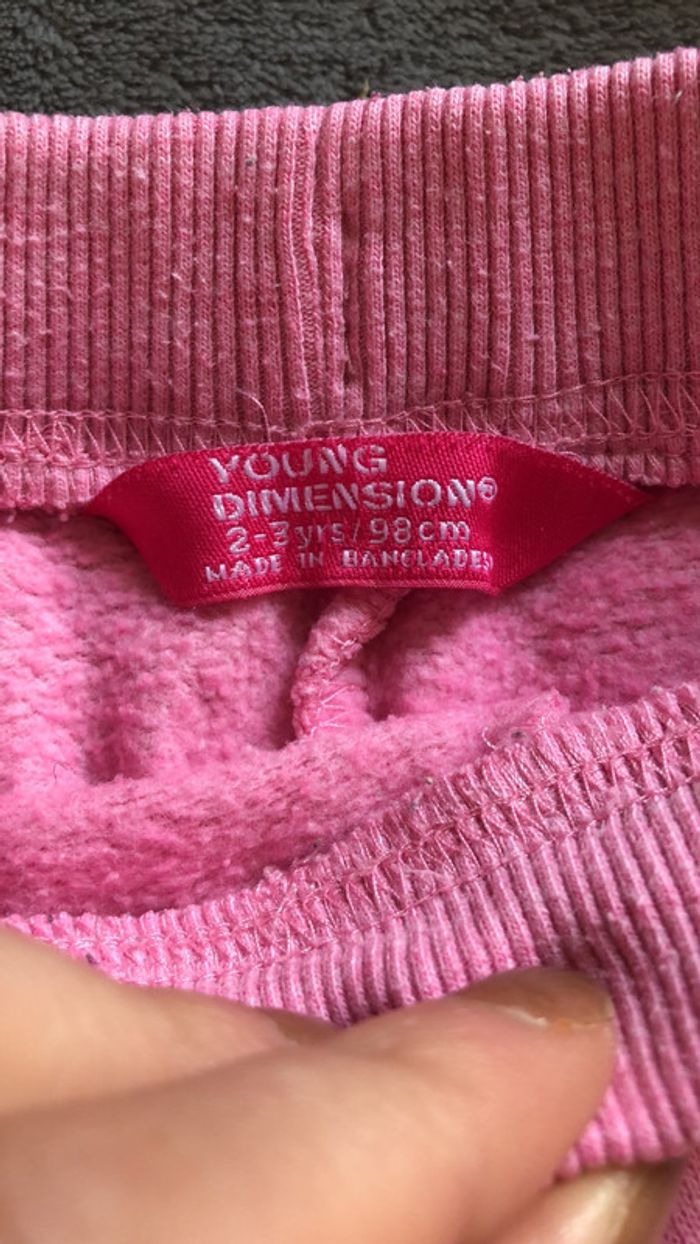 YOUNG
DIMENSION®
2-3yrs/98cm
MADE IN BANGLADESH